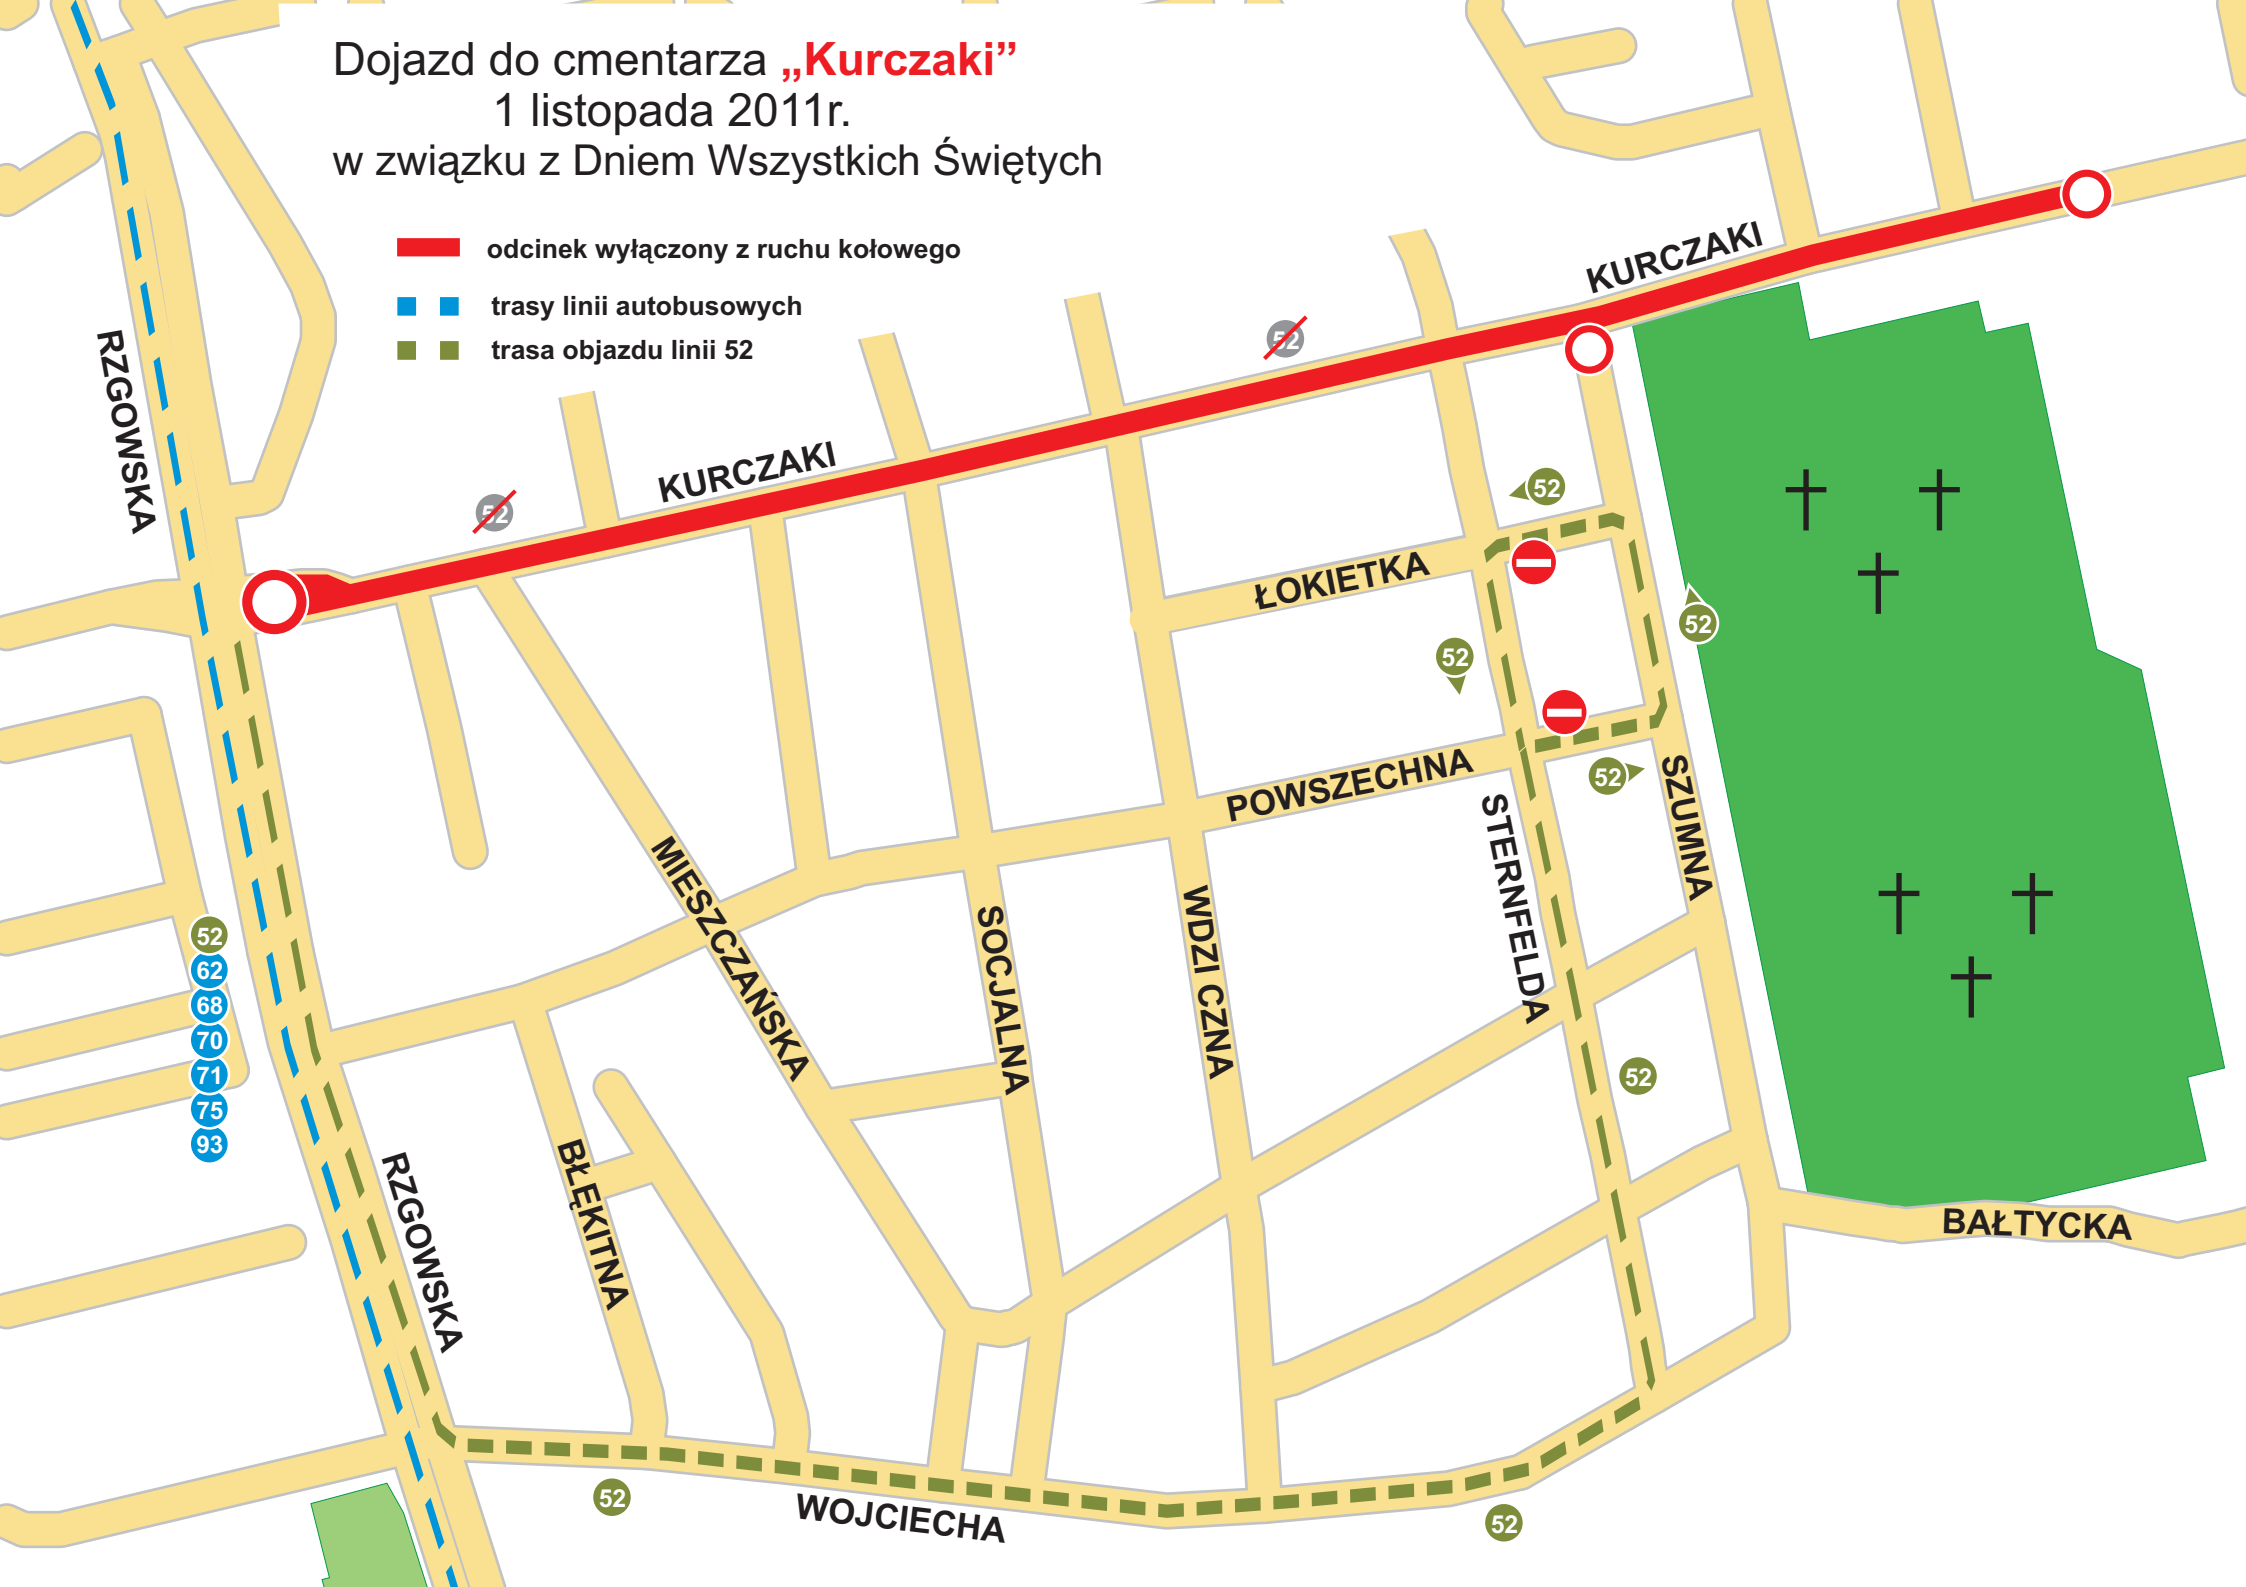 Dojazd do cmentarza „Kurczaki”
1 listopada 2011r.
w związku z Dniem Wszystkich Świętych
odcinek wyłączony z ruchu kołowego
trasy linii autobusowych
trasa objazdu linii 52
KURCZAKI
52
RZGOWSKA
KURCZAKI
52
52
ŁOKIETKA
52
52
POWSZECHNA
52
SZUMNA
STERNFELDA
MIESZCZAŃSKA
SOCJALNA
WDZI CZNA
52
62
68
70
71
75
93
52
RZGOWSKA
BŁĘKITNA
BAŁTYCKA
52
WOJCIECHA
52